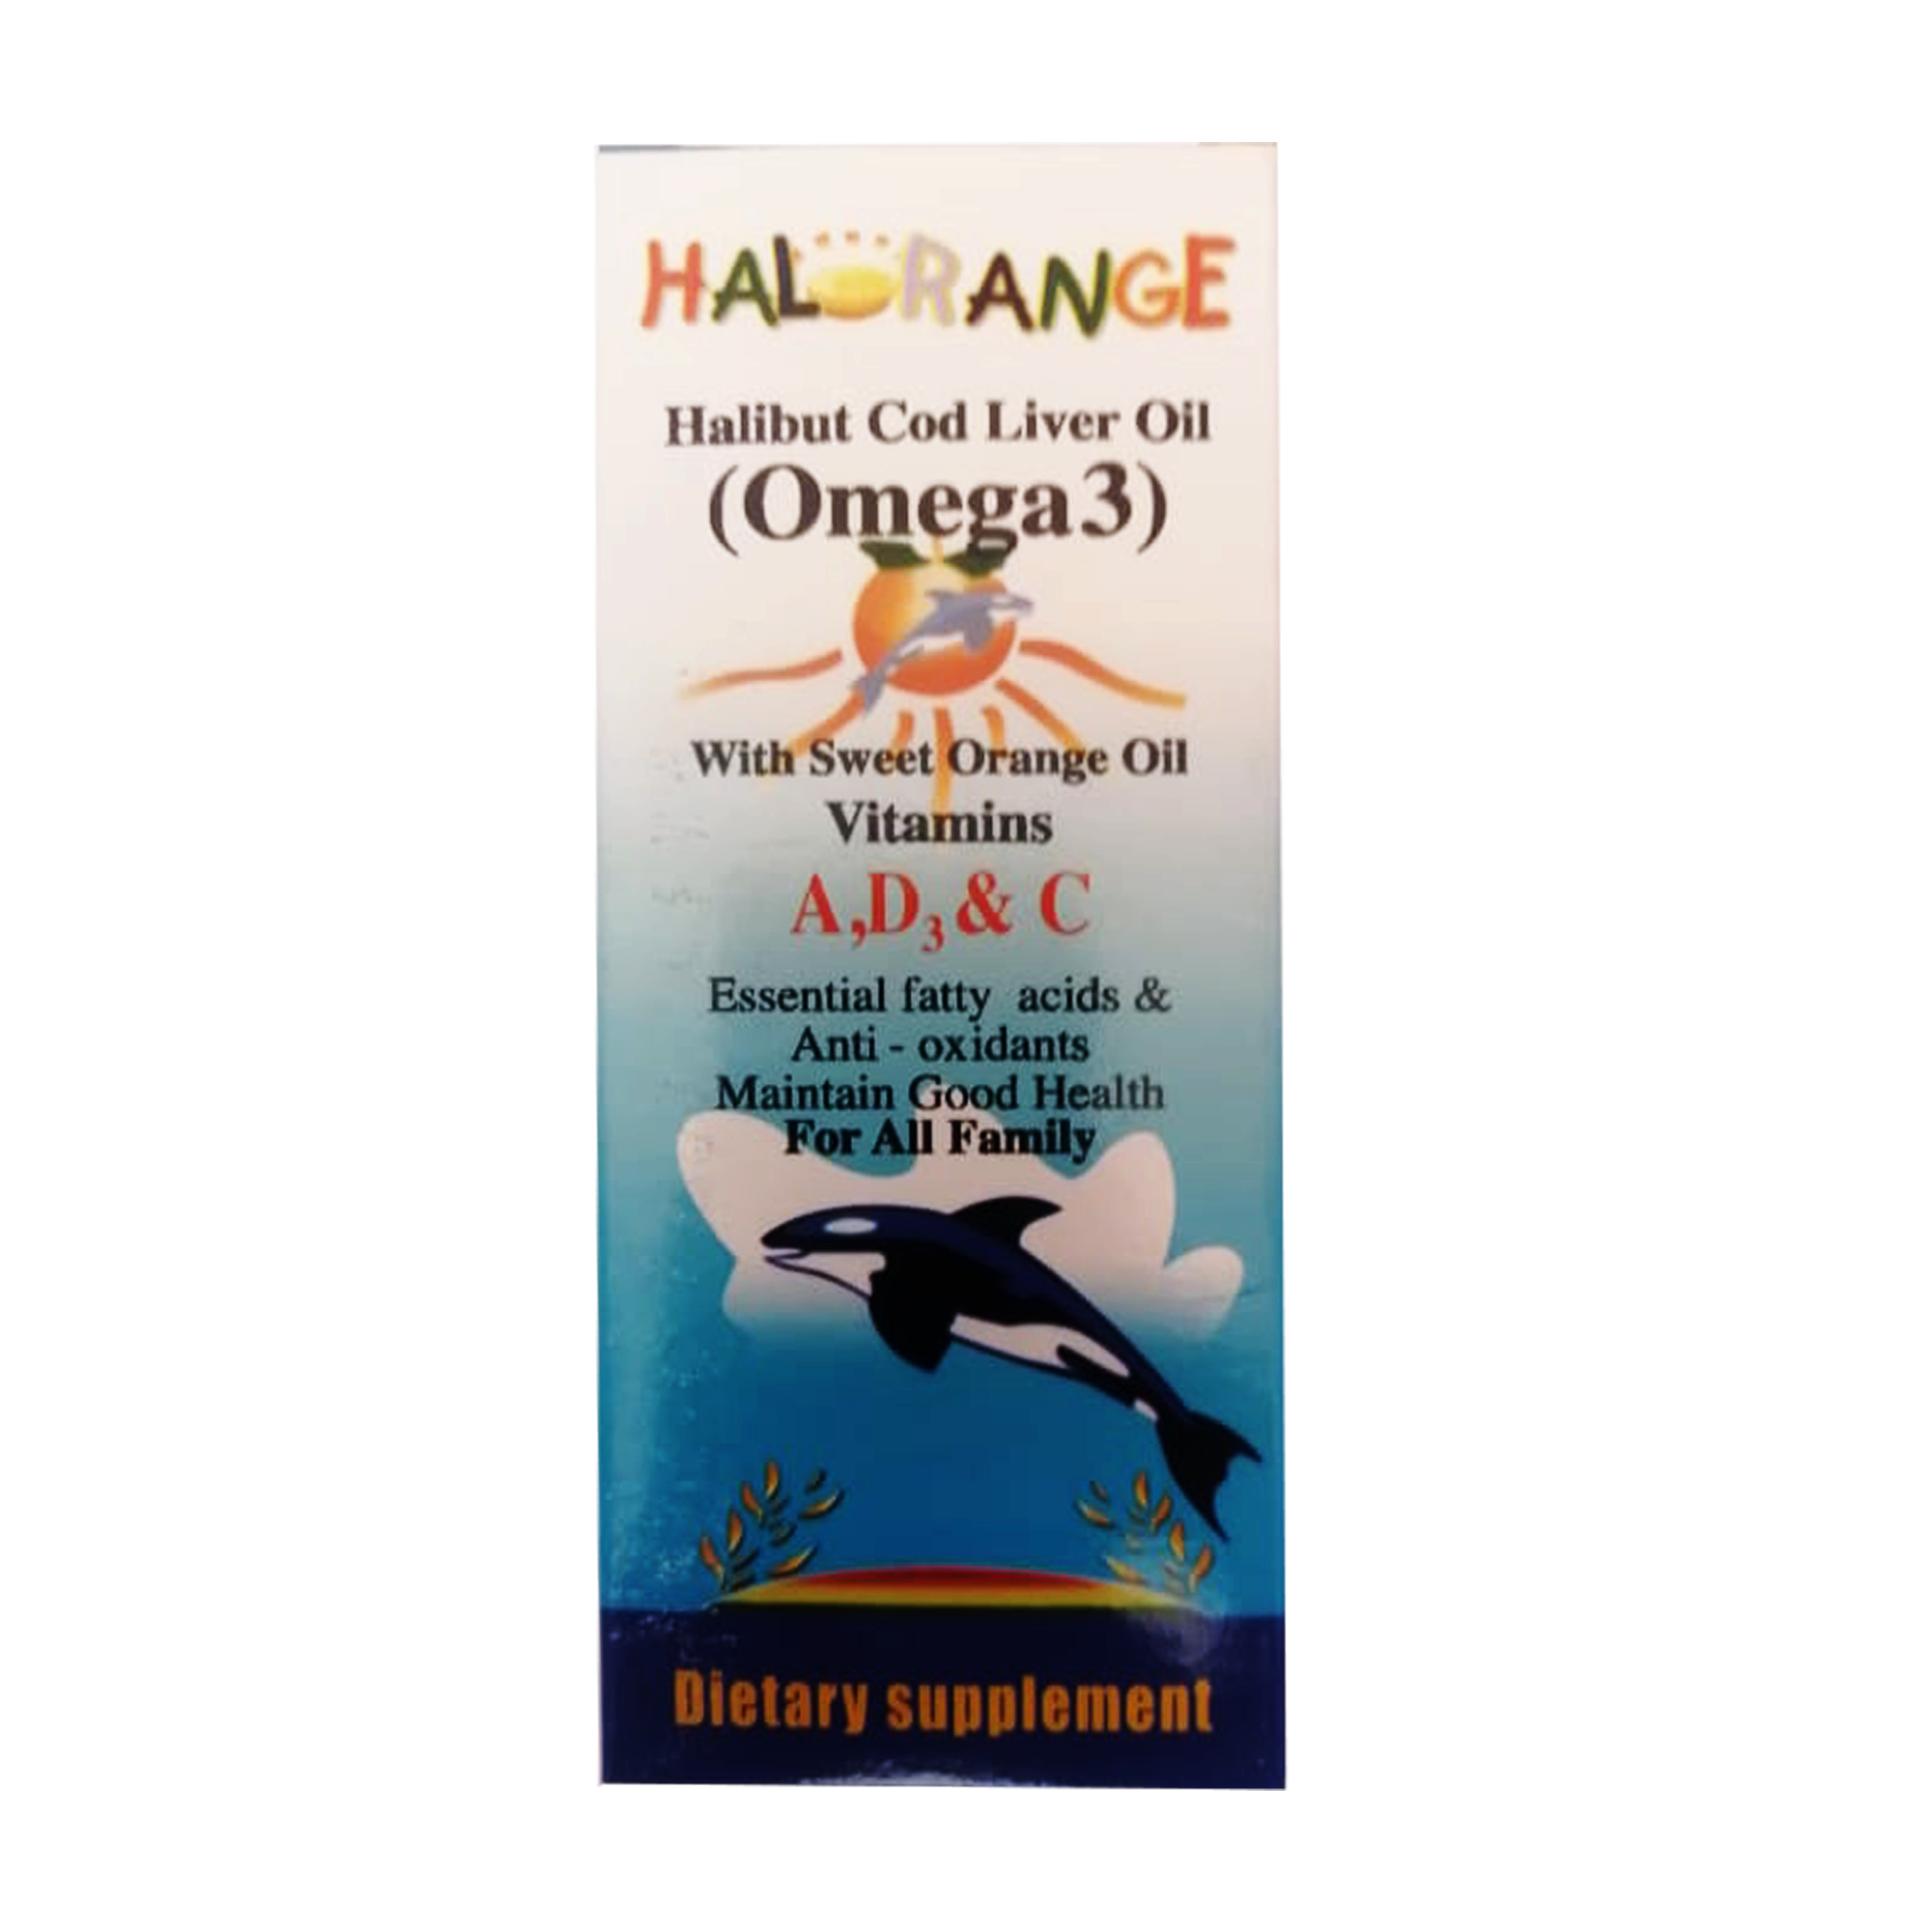 HALORANGE
Halibut Cod Liver Oil
(Omega3)
With Sweet Orange Oil
Vitamins
A,D₃& C
Essential fatty acids &
Anti - oxidants
Maintain Good Health
For All Family
Dietary supplement